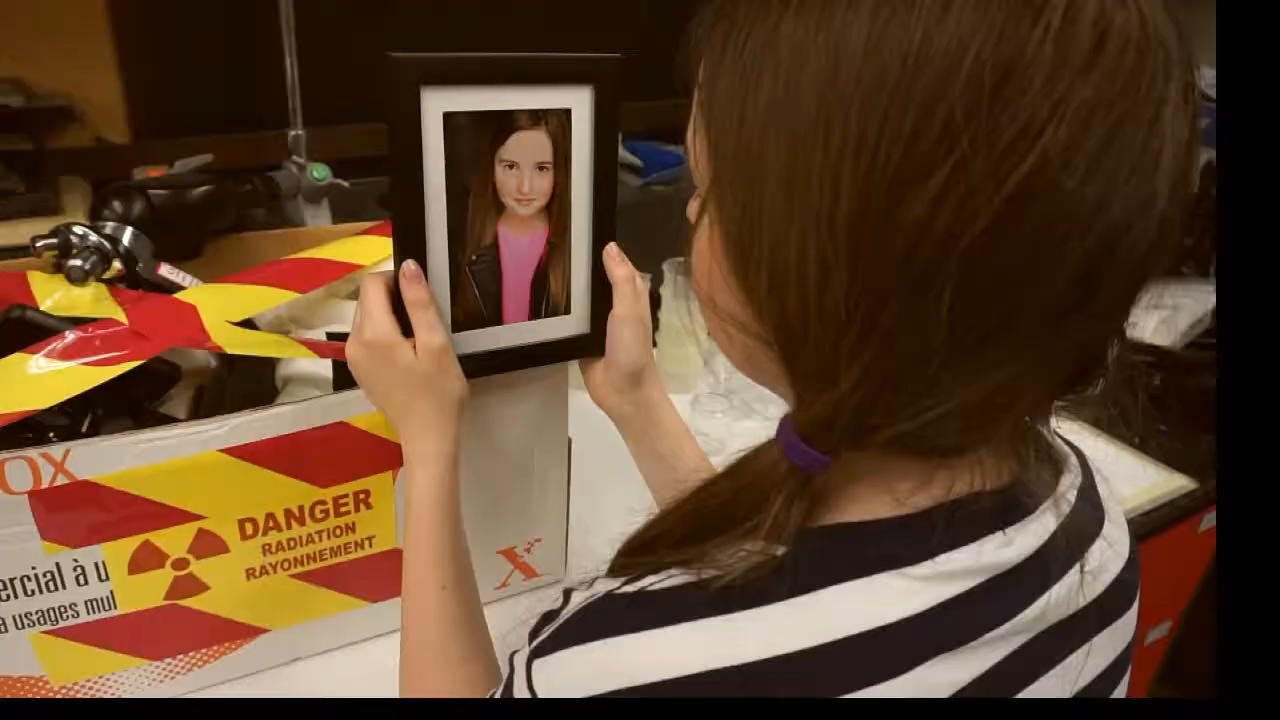 OX
ercial à u
à usages mul
DANGER
RADIATION
RAYONNEMENT
X